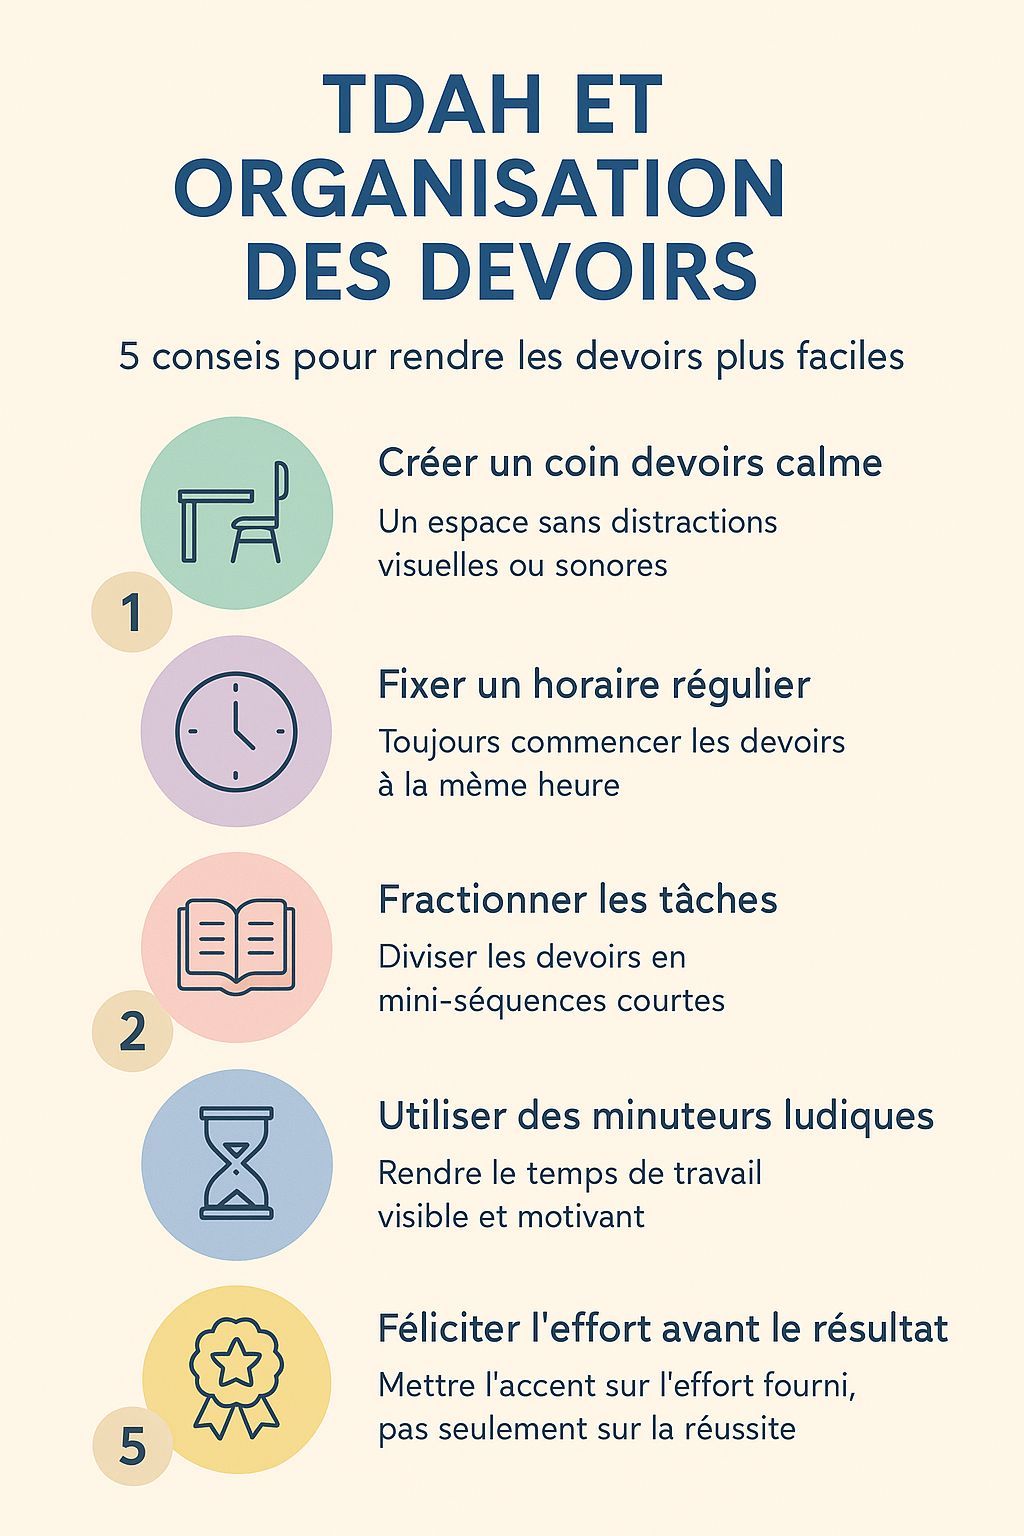 TDAH ET
ORGANISATION
DES DEVOIRS
5 conseis pour rendre les devoirs plus faciles
Créer un coin devoirs calme
Un espace sans distractions
visuelles ou sonores
1
Fixer un horaire régulier
Toujours commencer les devoirs
à la mème heure
Fractionner les tâches
Diviser les devoirs en
mini-séquences courtes
2
Utiliser des minuteurs ludiques
Rendre le temps de travail
visible et motivant
Féliciter l'effort avant le résultat
Mettre l'accent sur l'effort fourni,
pas seulement sur la réussite
5